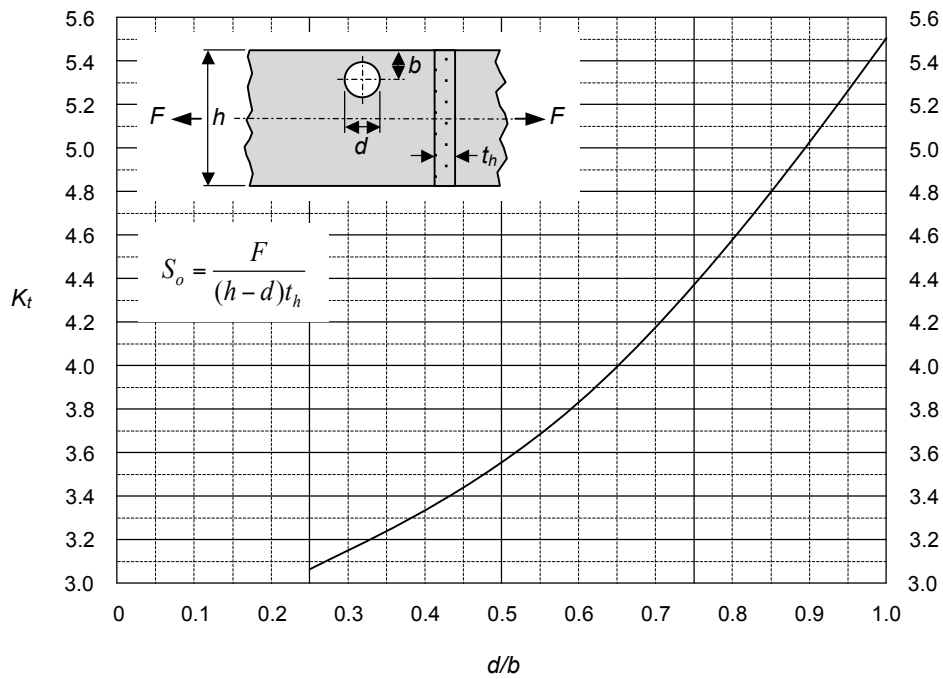 5.6 5.6
5.4 5.4
5.2 5.2
5.0 5.0
4.8 4.8
4.6 4.6
4.4 4.4
4.2 4.2
4.0 4.0
3.8 3.8
3.6 3.6
3.4 3.4
3.2 3.2
3.0 3.0
b
F h F
d t_h
S_o = F / (h − d)t_h
K_t
0 0.1 0.2 0.3 0.4 0.5 0.6 0.7 0.8 0.9 1.0
d/b